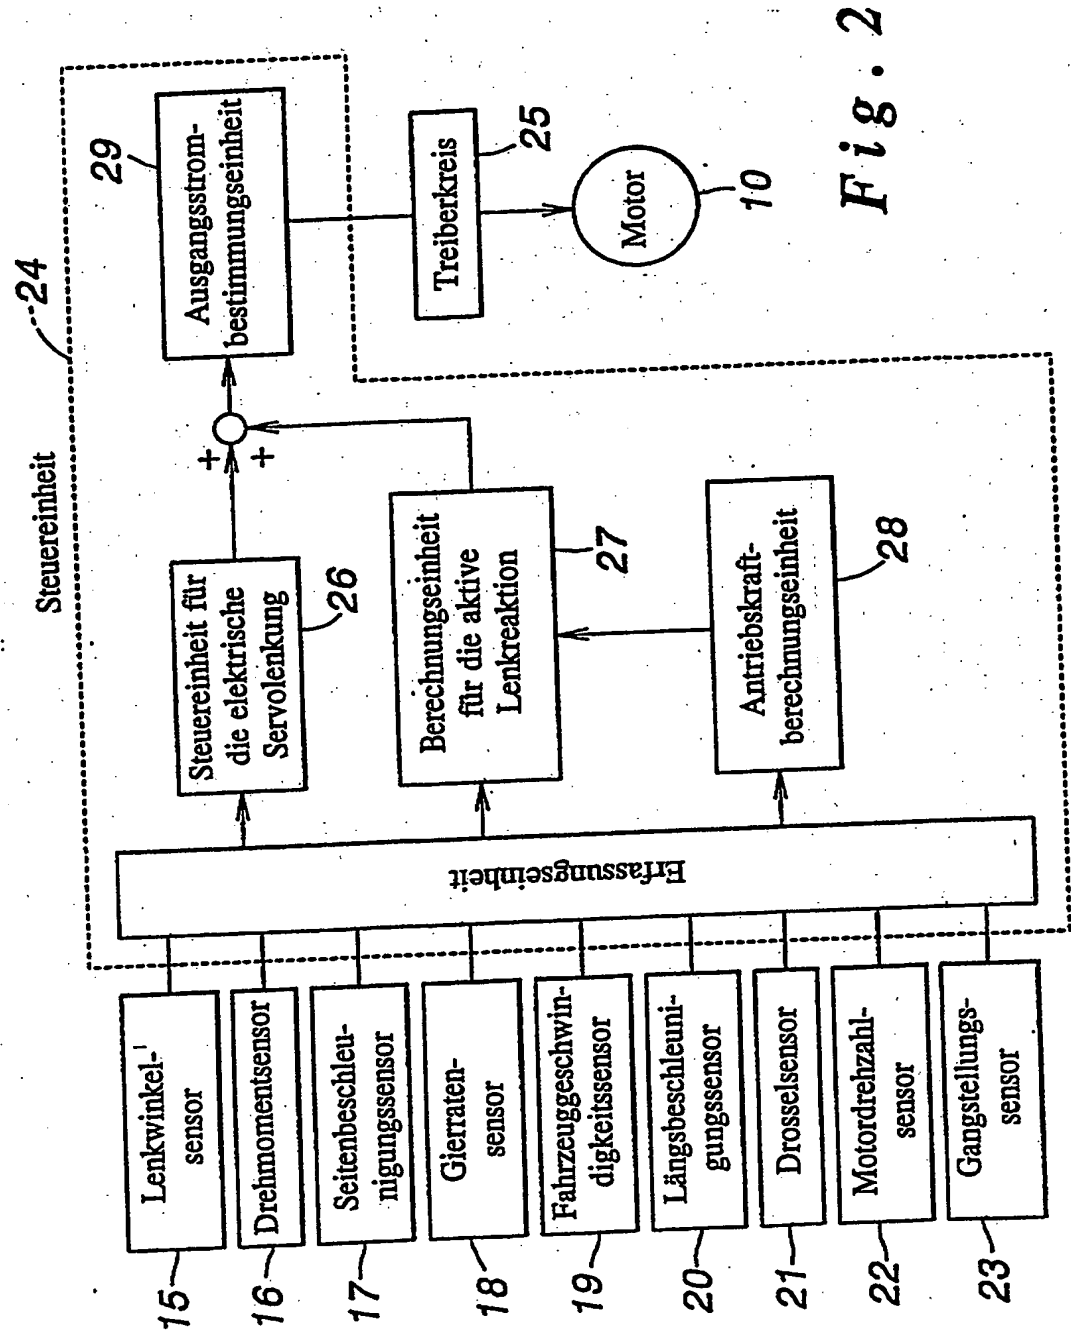 Steuereinheit
24
15
Lenkwinkel-
sensor
16
Drehmomentsensor
17
Seitenbeschleu-
nigungssensor
18
Gierraten-
sensor
19
Fahrzeuggeschwin-
digkeitssensor
20
Längsbeschleuni-
gungssensor
21
Drosselsensor
22
Motordrehzahl-
sensor
23
Gangstellungs-
sensor
Erfassungseinheit
Steuereinheit für
die elektrische
Servolenkung
26
+
+
Berechnungseinheit
für die aktive
Lenkreaktion
27
Antriebskraft-
berechnungseinheit
28
29
Ausgangsstrom-
bestimmungseinheit
Treiberkreis
25
Motor
10
Fig. 2